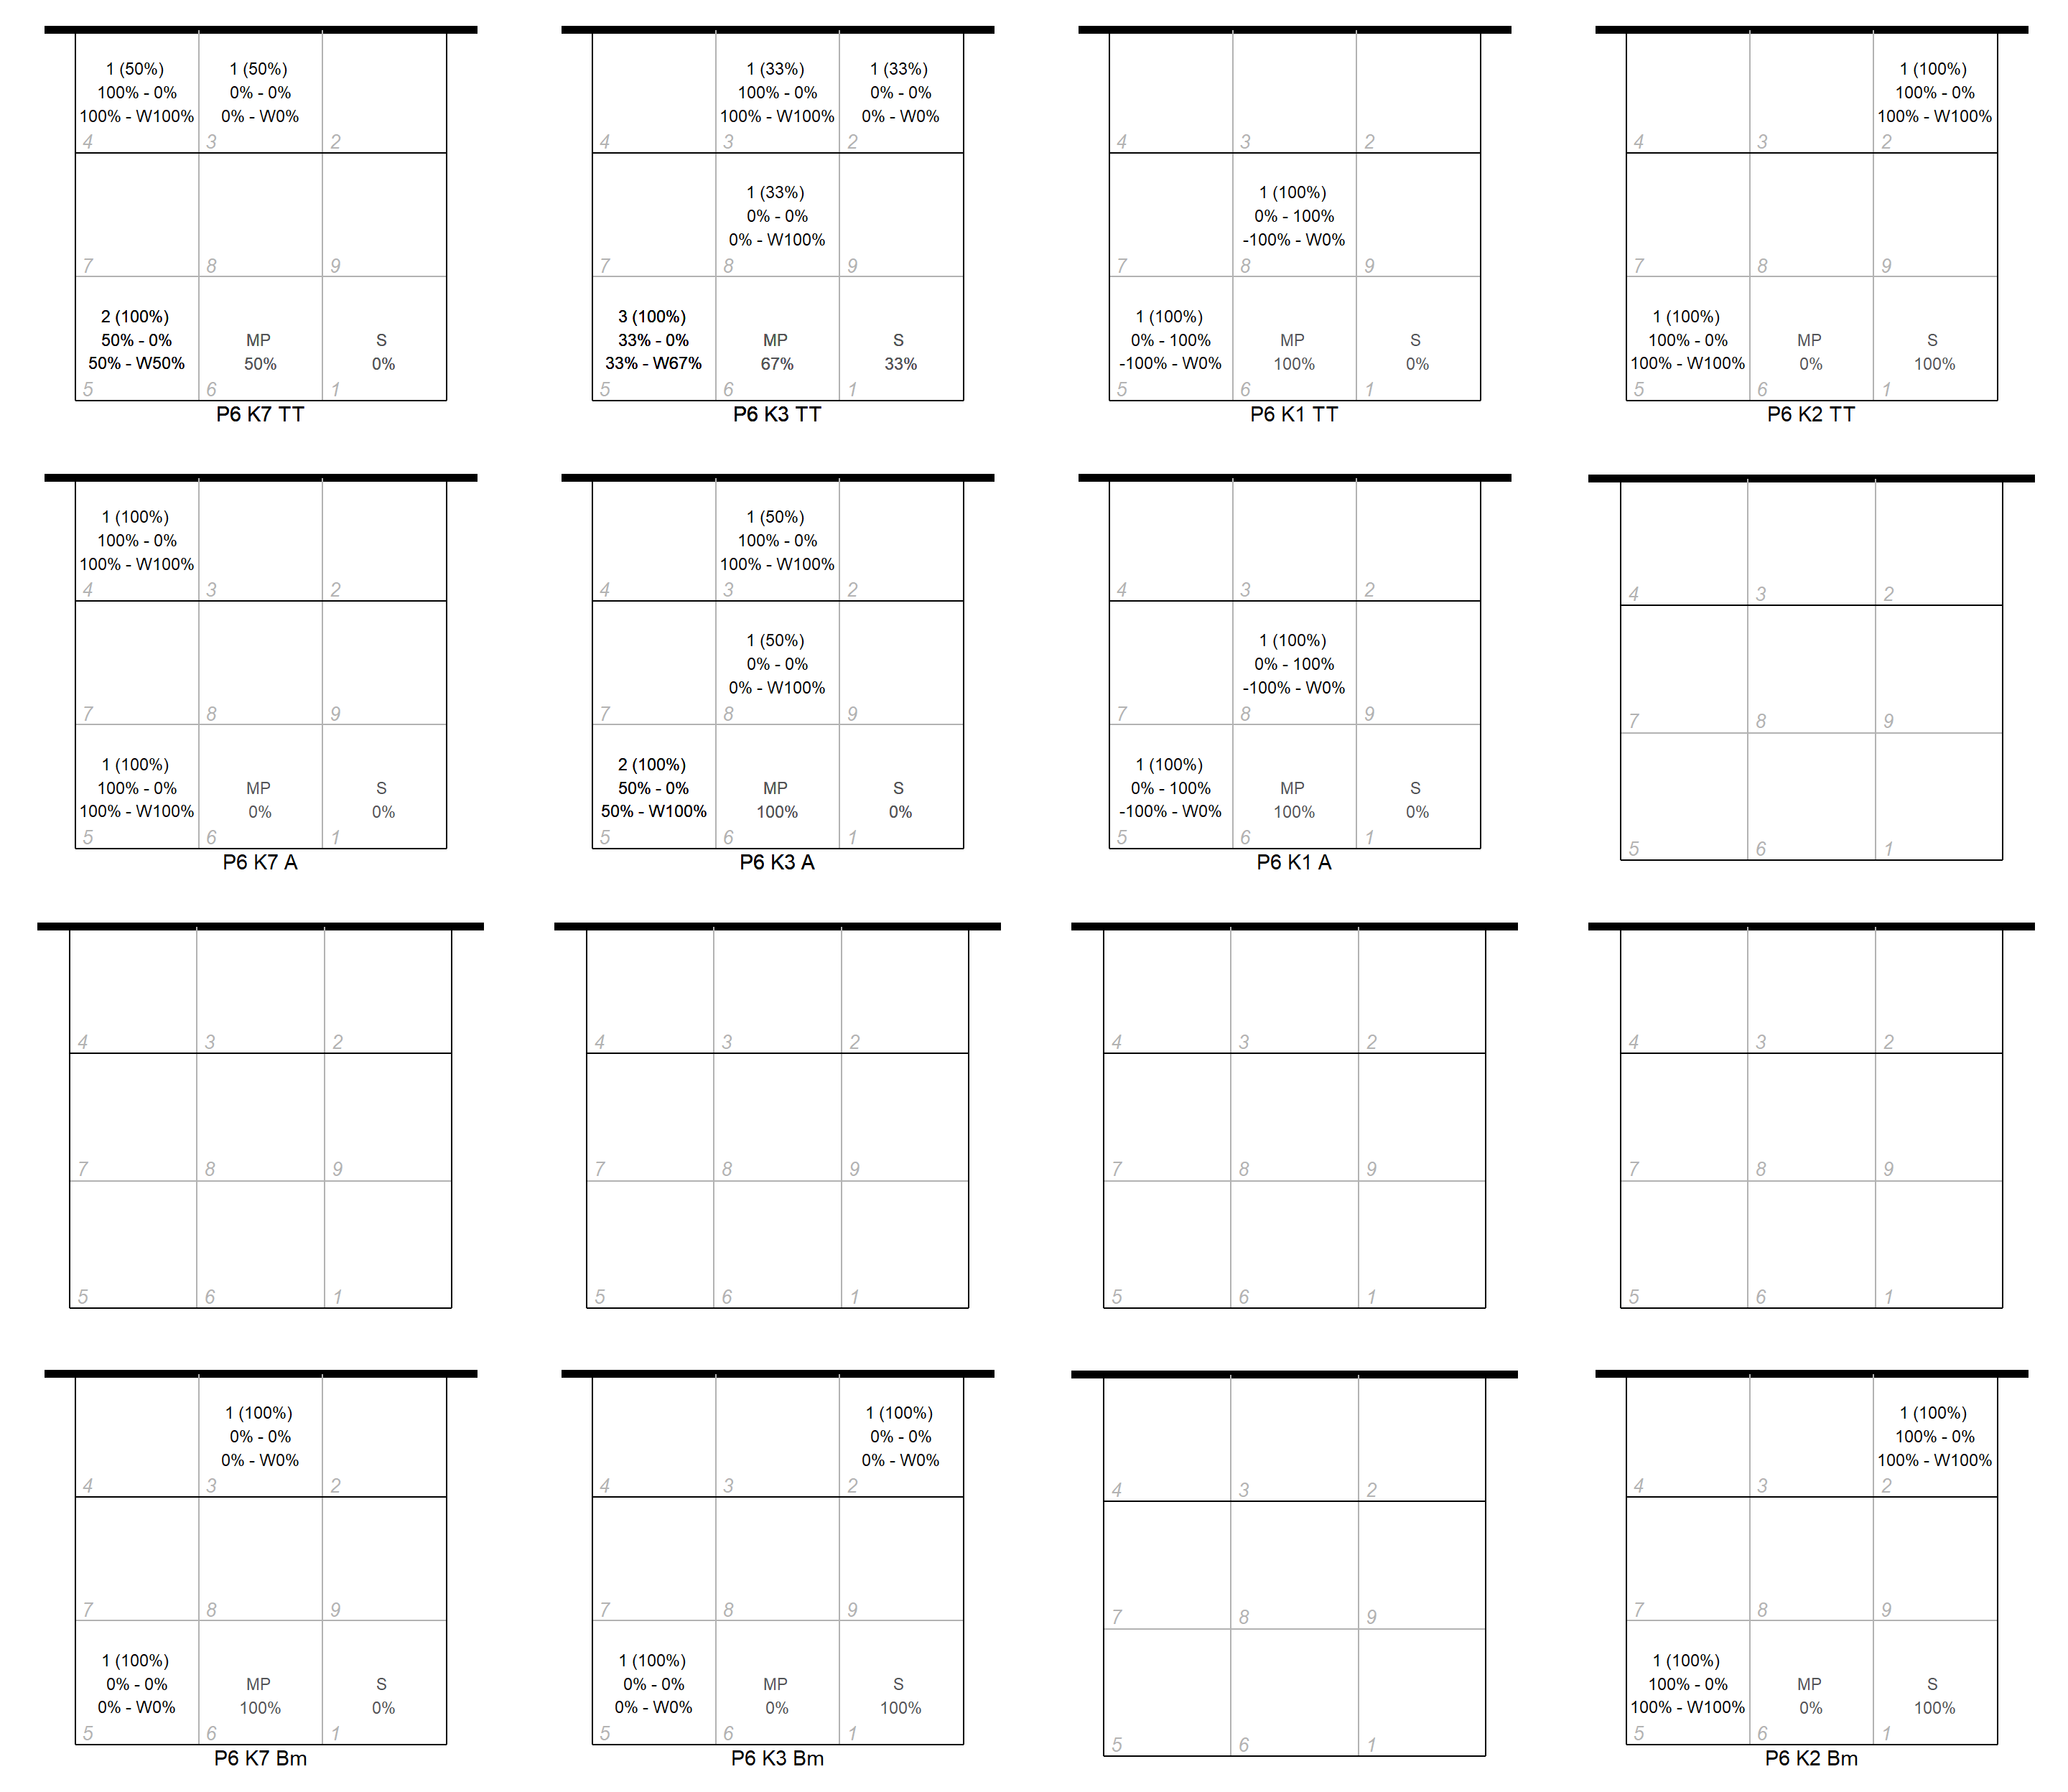 1 (50%)
100% - 0%
100% - W100%
4
1 (50%)
0% - 0%
0% - W0%
3
2
7
8
9
2 (100%)
50% - 0%
50% - W50%
5
MP
50%
6
S
0%
1
P6 K7 TT
4
1 (33%)
100% - 0%
100% - W100%
3
1 (33%)
0% - 0%
0% - W0%
2
7
1 (33%)
0% - 0%
0% - W100%
8
9
3 (100%)
33% - 0%
33% - W67%
5
MP
67%
6
S
33%
1
P6 K3 TT
4
3
2
7
1 (100%)
0% - 100%
-100% - W0%
8
9
1 (100%)
0% - 100%
-100% - W0%
5
MP
100%
6
S
0%
1
P6 K1 TT
4
3
1 (100%)
100% - 0%
100% - W100%
2
7
8
9
1 (100%)
100% - 0%
100% - W100%
5
MP
0%
6
S
100%
1
P6 K2 TT
1 (100%)
100% - 0%
100% - W100%
4
3
2
7
8
9
1 (100%)
100% - 0%
100% - W100%
5
MP
0%
6
S
0%
1
P6 K7 A
4
1 (50%)
100% - 0%
100% - W100%
3
2
7
1 (50%)
0% - 0%
0% - W100%
8
9
2 (100%)
50% - 0%
50% - W100%
5
MP
100%
6
S
0%
1
P6 K3 A
4
3
2
7
1 (100%)
0% - 100%
-100% - W0%
8
9
1 (100%)
0% - 100%
-100% - W0%
5
MP
100%
6
S
0%
1
P6 K1 A
4
3
2
7
8
9
5
6
1
4
3
2
7
8
9
5
6
1
4
3
2
7
8
9
5
6
1
4
3
2
7
8
9
5
6
1
4
3
2
7
8
9
5
6
1
4
1 (100%)
0% - 0%
0% - W0%
3
2
7
8
9
1 (100%)
0% - 0%
0% - W0%
5
MP
100%
6
S
0%
1
P6 K7 Bm
4
3
1 (100%)
0% - 0%
0% - W0%
2
7
8
9
1 (100%)
0% - 0%
0% - W0%
5
MP
0%
6
S
100%
1
P6 K3 Bm
4
3
2
7
8
9
5
6
1
4
3
1 (100%)
100% - 0%
100% - W100%
2
7
8
9
1 (100%)
100% - 0%
100% - W100%
5
MP
0%
6
S
100%
1
P6 K2 Bm